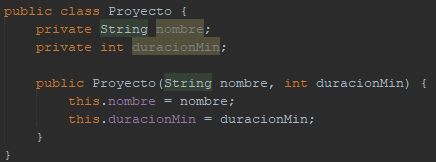 public class Proyecto {
    private String nombre;
    private int duracionMin;

    public Proyecto(String nombre, int duracionMin) {
        this.nombre = nombre;
        this.duracionMin = duracionMin;
    }
}